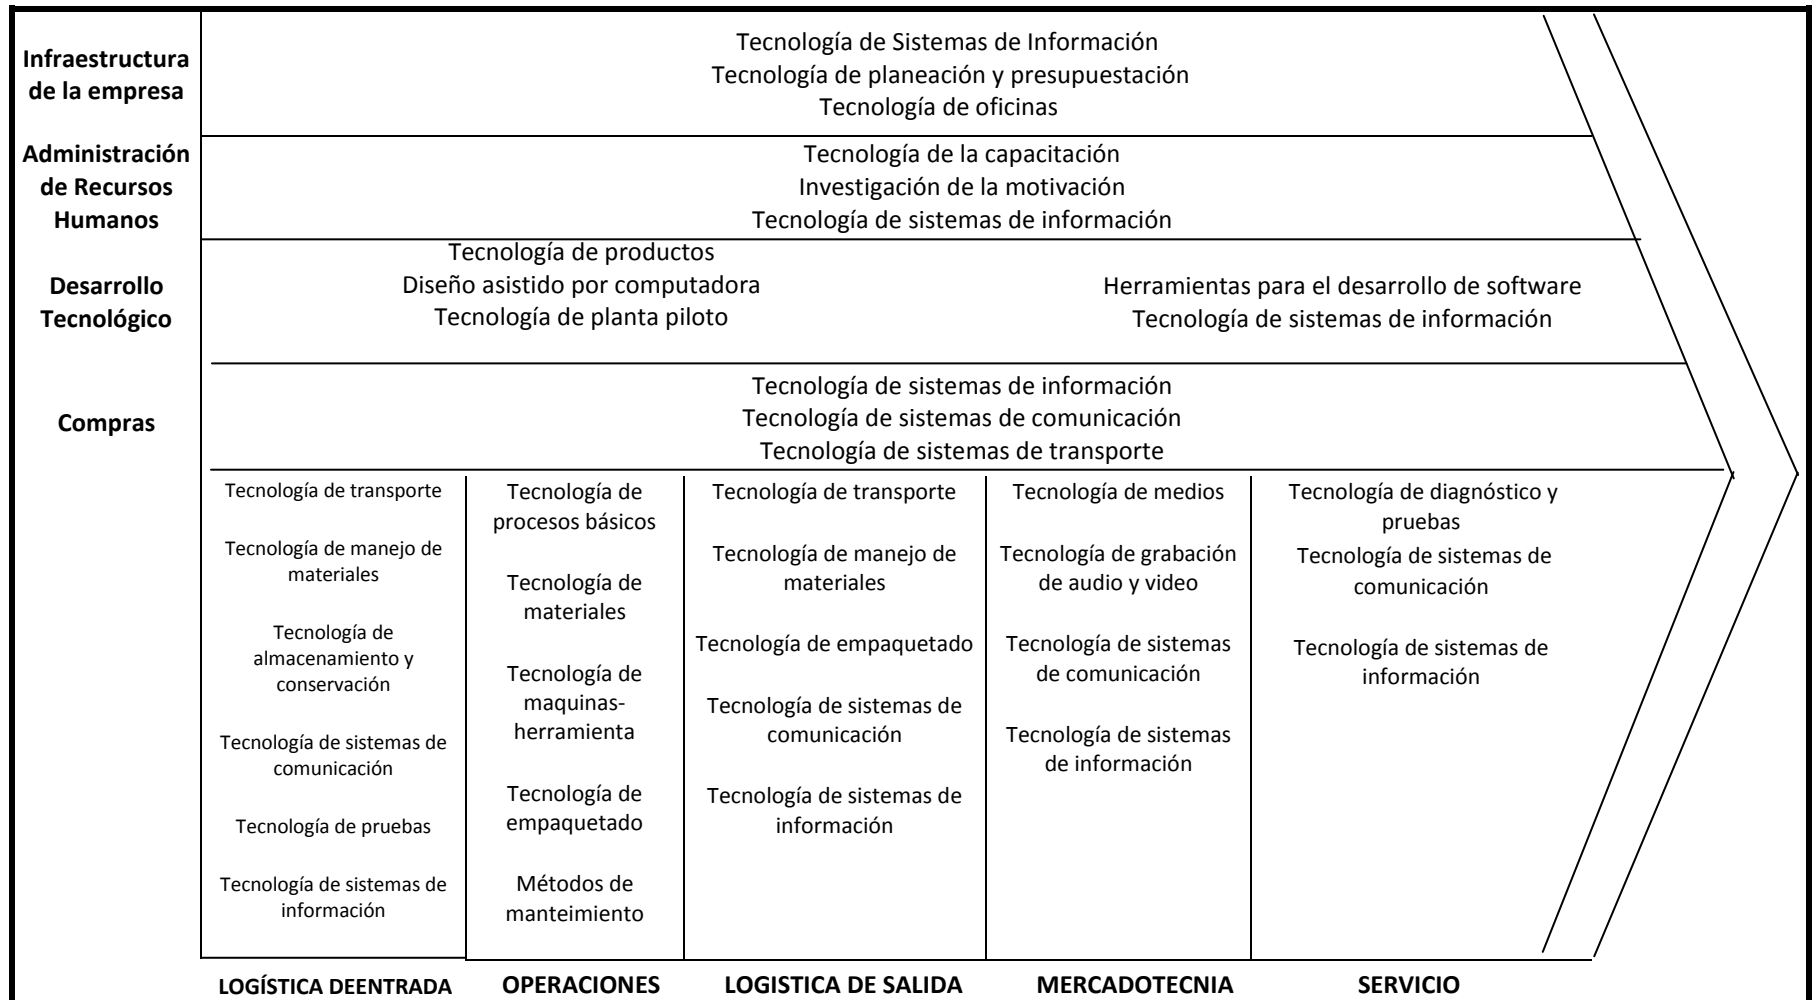 Infraestructura
de la empresa
Tecnología de Sistemas de Información
Tecnología de planeación y presupuestación
Tecnología de oficinas
Administración
de Recursos
Humanos
Tecnología de la capacitación
Investigación de la motivación
Tecnología de sistemas de información
Desarrollo
Tecnológico
Tecnología de productos
Diseño asistido por computadora
Tecnología de planta piloto
Herramientas para el desarrollo de software
Tecnología de sistemas de información
Compras
Tecnología de sistemas de información
Tecnología de sistemas de comunicación
Tecnología de sistemas de transporte
Tecnología de transporte
Tecnología de manejo de
materiales
Tecnología de
almacenamiento y
conservación
Tecnología de sistemas de
comunicación
Tecnología de pruebas
Tecnología de sistemas de
información
LOGÍSTICA DEENTRADA
Tecnología de
procesos básicos
Tecnología de
materiales
Tecnología de
maquinas-
herramienta
Tecnología de
empaquetado
Métodos de
manteimiento
OPERACIONES
Tecnología de transporte
Tecnología de manejo de
materiales
Tecnología de empaquetado
Tecnología de sistemas de
comunicación
Tecnología de sistemas de
información
LOGISTICA DE SALIDA
Tecnología de medios
Tecnología de grabación
de audio y video
Tecnología de sistemas
de comunicación
Tecnología de sistemas
de información
MERCADOTECNIA
Tecnología de diagnóstico y
pruebas
Tecnología de sistemas de
comunicación
Tecnología de sistemas de
información
SERVICIO